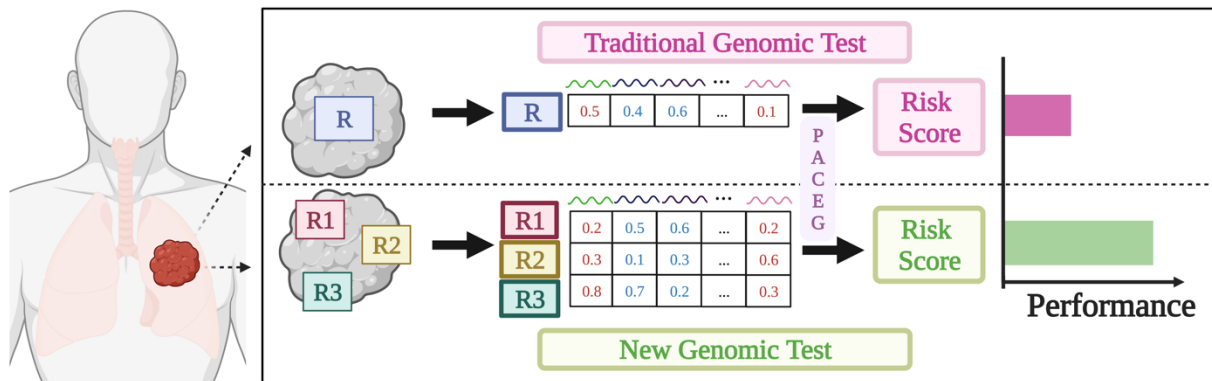 Traditional Genomic Test
R
R 0.5 0.4 0.6 ... 0.1
Risk
Score
PACEG
R1
R2
R3
R1 0.2 0.5 0.6 ... 0.2
R2 0.3 0.1 0.3 ... 0.6
R3 0.8 0.7 0.2 ... 0.3
Risk
Score
Performance
New Genomic Test